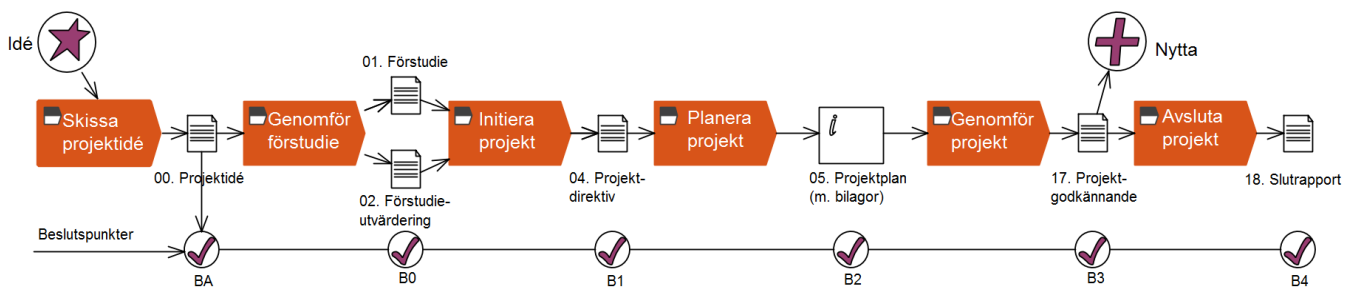 Idé
Skissa
projektidé
00. Projektidé
Genomför
förstudie
01. Förstudie
02. Förstudie-
utvärdering
Initiera
projekt
04. Projekt-
direktiv
Planera
projekt
i
05. Projektplan
(m. bilagor)
Genomför
projekt
17. Projekt-
godkännande
Nytta
Avsluta
projekt
18. Slutrapport
Beslutspunkter
BA
B0
B1
B2
B3
B4